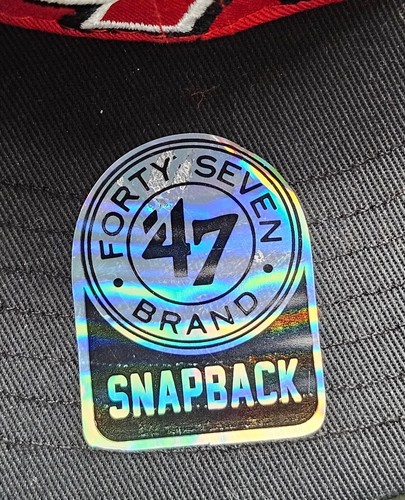 FORTY SEVEN
'47
BRAND
SNAPBACK